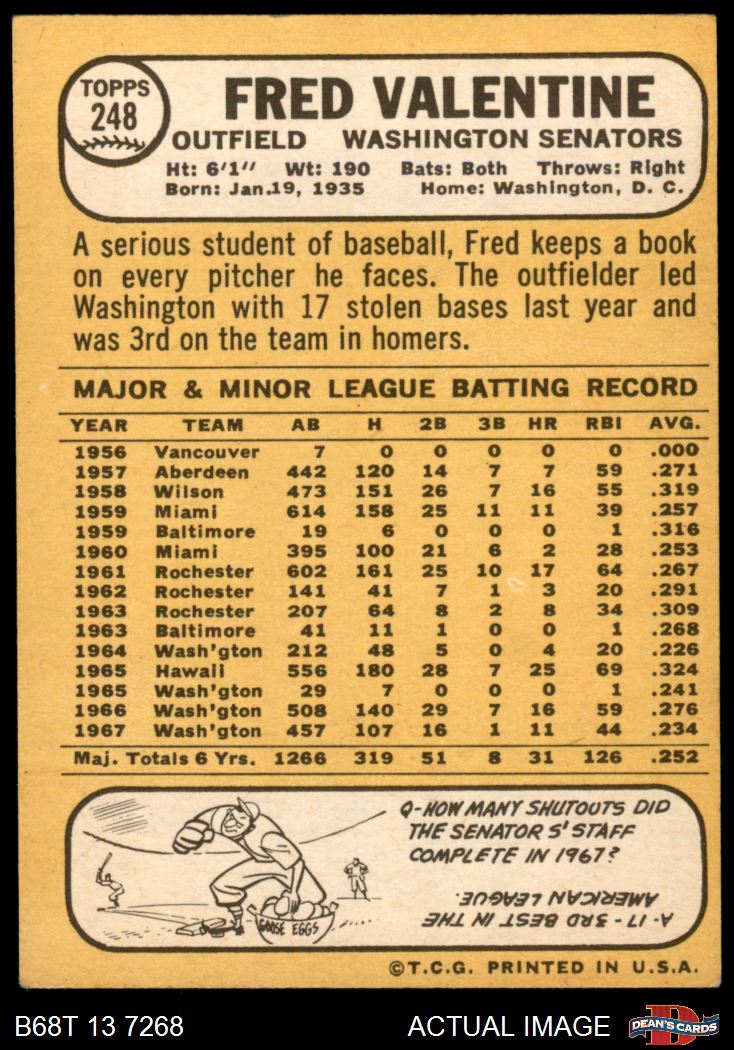 TOPPS
248
FRED VALENTINE
OUTFIELD WASHINGTON SENATORS
Ht: 6'1" Wt: 190 Bats: Both Throws: Right
Born: Jan.19, 1935 Home: Washington, D. C.
A serious student of baseball, Fred keeps a book
on every pitcher he faces. The outfielder led
Washington with 17 stolen bases last year and
was 3rd on the team in homers.
MAJOR & MINOR LEAGUE BATTING RECORD
YEAR TEAM AB H 2B 3B HR RBI AVG.
1956 Vancouver 7 0 0 0 0 0 .000
1957 Aberdeen 442 120 14 7 7 59 .271
1958 Wilson 473 151 26 7 16 55 .319
1959 Miami 614 158 25 11 11 39 .257
1959 Baltimore 19 6 0 0 0 1 .316
1960 Miami 395 100 21 6 2 28 .253
1961 Rochester 602 161 25 10 17 64 .267
1962 Rochester 141 41 7 1 3 20 .291
1963 Rochester 207 64 8 2 8 34 .309
1963 Baltimore 41 11 1 0 0 1 .268
1964 Wash'gton 212 48 5 0 4 20 .226
1965 Hawaii 556 180 28 7 25 69 .324
1965 Wash'gton 29 7 0 0 0 1 .241
1966 Wash'gton 508 140 29 7 16 59 .276
1967 Wash'gton 457 107 16 1 11 44 .234
Maj. Totals 6 Yrs. 1266 319 51 8 31 126 .252
GOOSE EGGS
Q-HOW MANY SHUTOUTS DID
THE SENATOR S' STAFF
COMPLETE IN 1967?
A-17-3RD BEST IN THE
AMERICAN LEAGUE.
©T.C.G. PRINTED IN U.S.A.
B68T 13 7268 ACTUAL IMAGE
D
DEAN'S CARDS